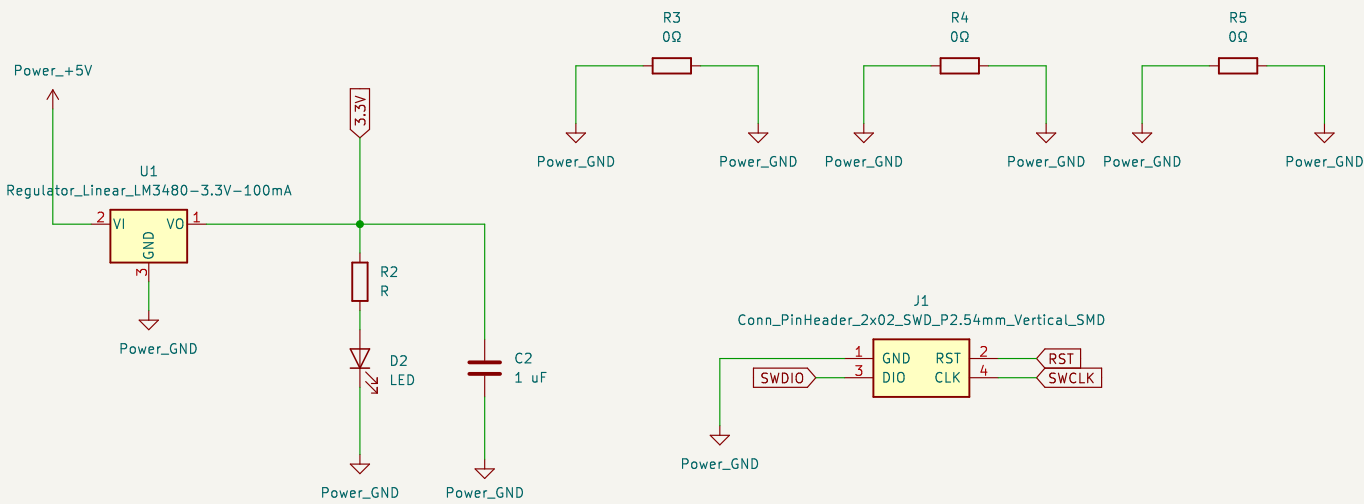 R3
0Ω
R4
0Ω
R5
0Ω
Power_+5V
3.3V
Power_GND
Power_GND
Power_GND
Power_GND
Power_GND
Power_GND
U1
Regulator_Linear_LM3480-3.3V-100mA
2
VI
VO
1
GND
3
Power_GND
R2
R
D2
LED
C2
1 uF
Power_GND
Power_GND
J1
Conn_PinHeader_2x02_SWD_P2.54mm_Vertical_SMD
1
GND
RST
2
RST
SWDIO
3
DIO
CLK
4
SWCLK
Power_GND